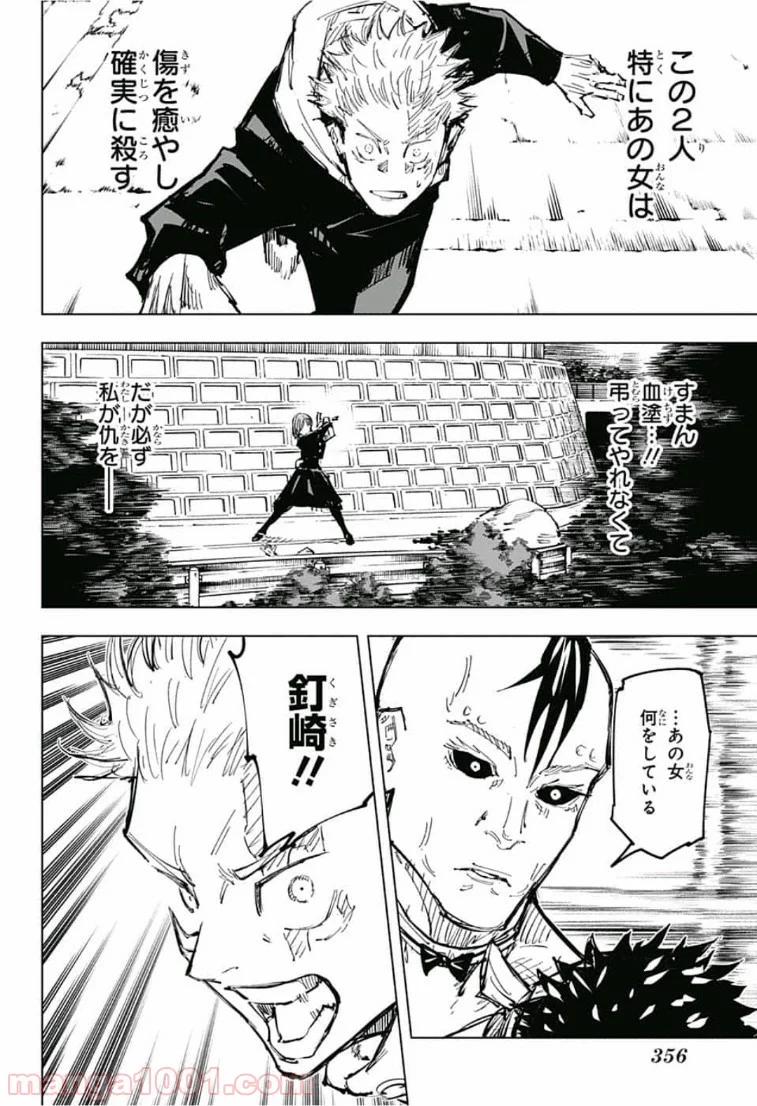 この2人
特にあの女は
傷を癒やし
確実に殺す
すまん
血塗…!!
弔ってやれなくて
だが必ず
私が仇を──
…あの女
何をしている
釘崎!!
356
manga1001.com